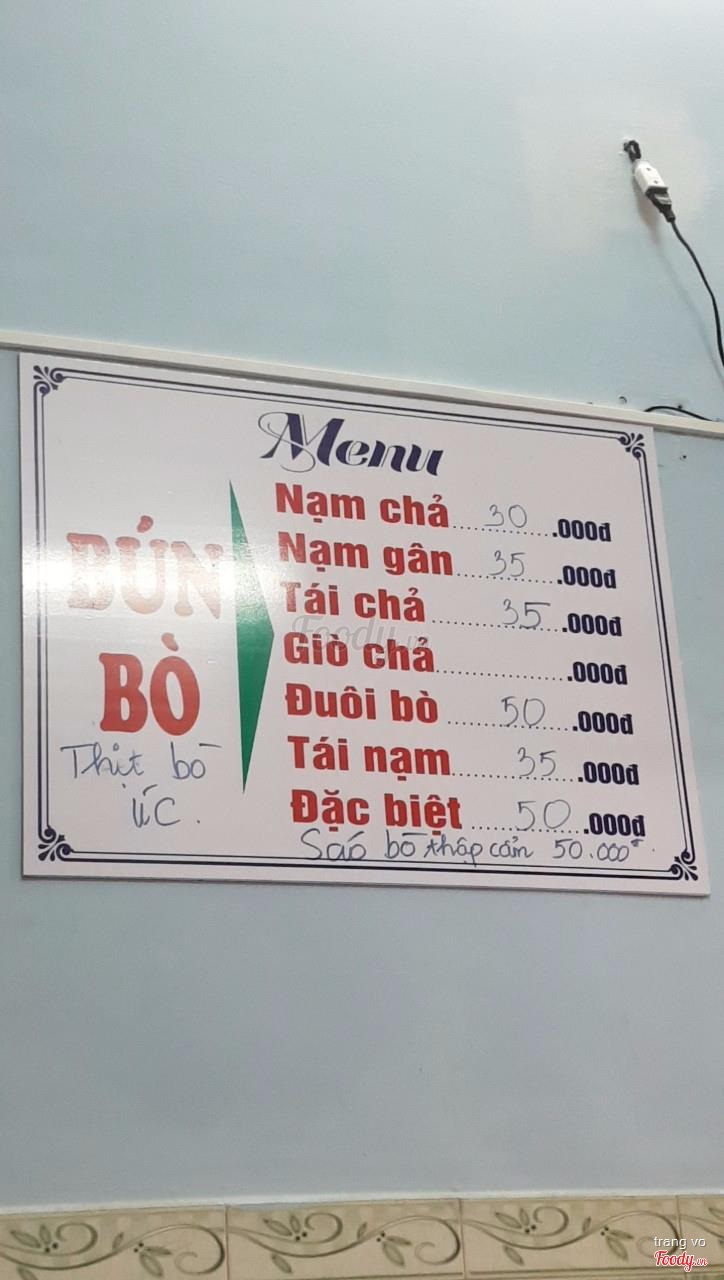 Menu
BÚN
BÒ
Thịt bò
ÚC.
Nạm chả 30.000đ
Nạm gân 35.000đ
Tái chả 35.000đ
Giò chả .000đ
Đuôi bò 50.000đ
Tái nạm 35.000đ
Đặc biệt 50.000đ
Sáo bò thập cẩm 50.000đ
Foody.vn
trang vo
Foody.vn